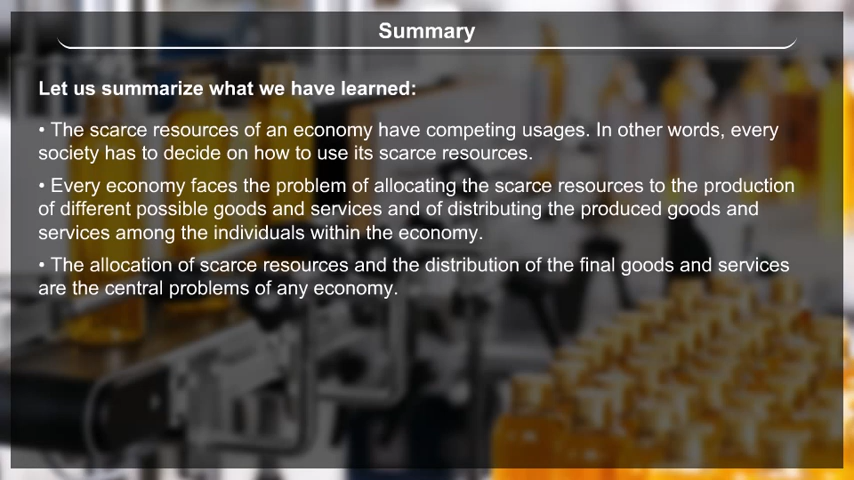 Summary
Let us summarize what we have learned:
• The scarce resources of an economy have competing usages. In other words, every
society has to decide on how to use its scarce resources.
• Every economy faces the problem of allocating the scarce resources to the production
of different possible goods and services and of distributing the produced goods and
services among the individuals within the economy.
• The allocation of scarce resources and the distribution of the final goods and services
are the central problems of any economy.